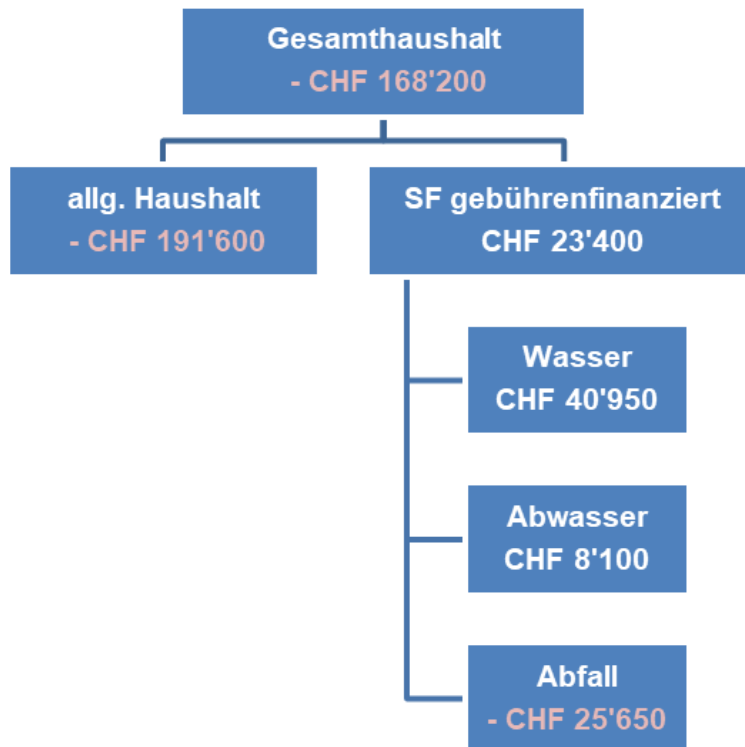 Gesamthaushalt
- CHF 168'200
allg. Haushalt
- CHF 191'600
SF gebührenfinanziert
CHF 23'400
Wasser
CHF 40'950
Abwasser
CHF 8'100
Abfall
- CHF 25'650